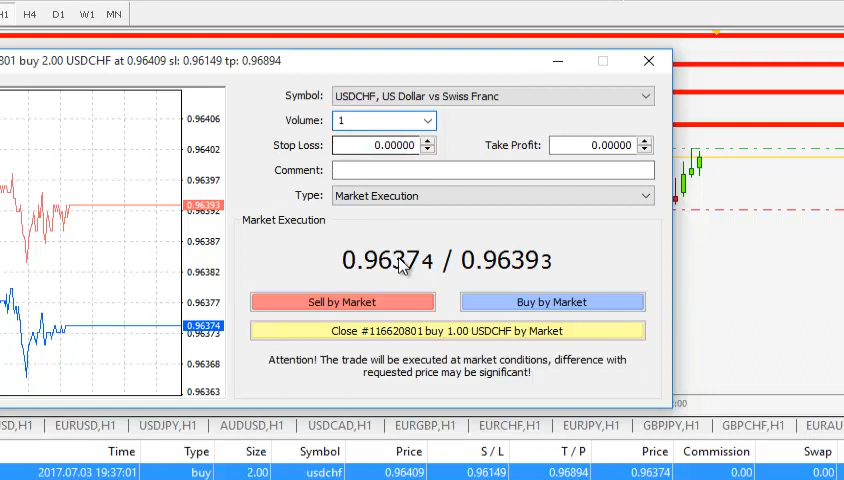 H1 H4 D1 W1 MN
801 buy 2.00 USDCHF at 0.96409 sl: 0.96149 tp: 0.96894
0.96406
0.96402
0.96397
0.96393
0.96392
0.96387
0.96382
0.96377
0.96374
0.96373
0.96368
0.96363
Symbol: USDCHF, US Dollar vs Swiss Franc
Volume: 1
Stop Loss: 0.00000 Take Profit: 0.00000
Comment:
Type: Market Execution
Market Execution
0.96374 / 0.96393
Sell by Market Buy by Market
Close #116620801 buy 1.00 USDCHF by Market
Attention! The trade will be executed at market conditions, difference with
requested price may be significant!
:00
SD,H1 EURUSD,H1 USDJPY,H1 AUDUSD,H1 USDCAD,H1 EURGBP,H1 EURCHF,H1 EURJPY,H1 GBPJPY,H1 GBPCHF,H1 EURAU
Time Type Size Symbol Price S / L T / P Price Commission Swap
2017.07.03 19:37:01 buy 2.00 usdchf 0.96409 0.96149 0.96894 0.96374 0.00 0.00